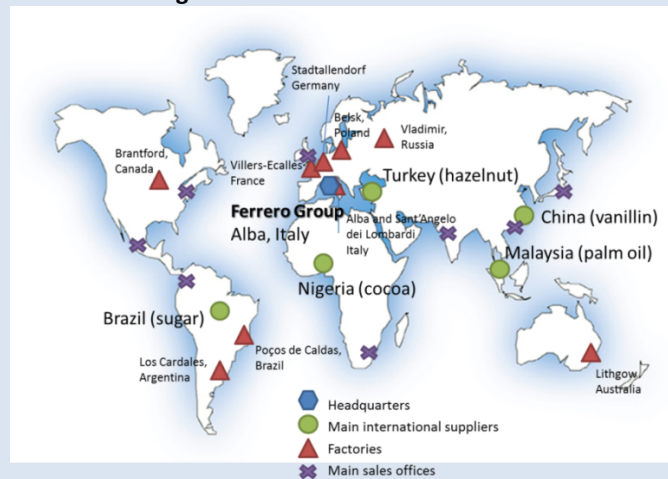 Stadtallendorf
Germany
Belsk,
Poland
Vladimir,
Russia
Brantford,
Canada
Villers-Ecalles
France
Turkey (hazelnut)
Ferrero Group
Alba, Italy
Alba and Sant'Angelo
dei Lombardi
Italy
China (vanillin)
Malaysia (palm oil)
Nigeria (cocoa)
Brazil (sugar)
Poços de Caldas,
Brazil
Los Cardales,
Argentina
Lithgow,
Australia
Headquarters
Main international suppliers
Factories
Main sales offices